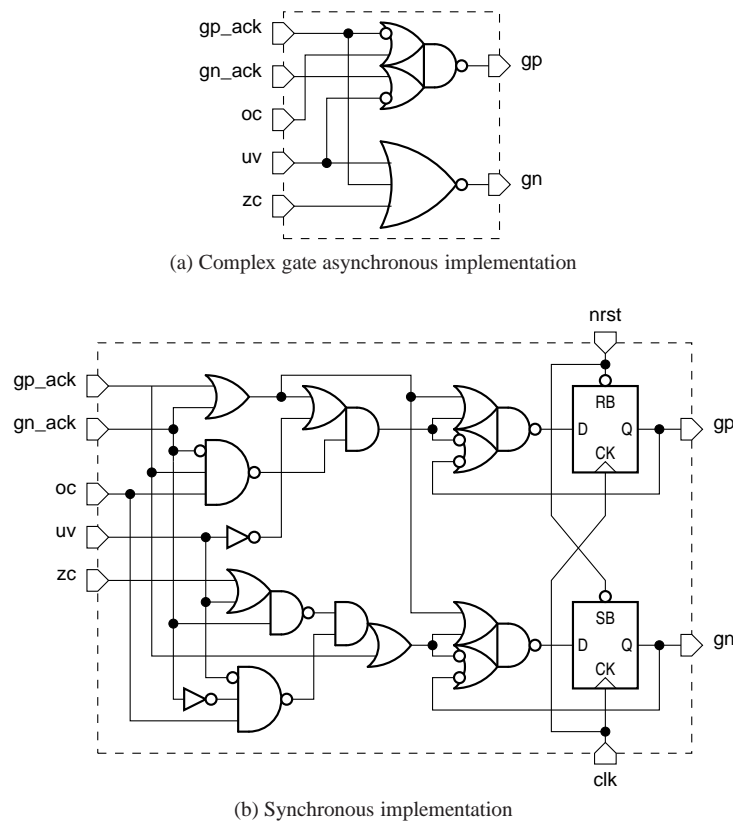 gp_ack
gn_ack
oc
uv
zc
gp
gn
(a) Complex gate asynchronous implementation
nrst
gp_ack
gn_ack
oc
uv
zc
RB
D Q
CK
gp
SB
D Q
CK
gn
clk
(b) Synchronous implementation